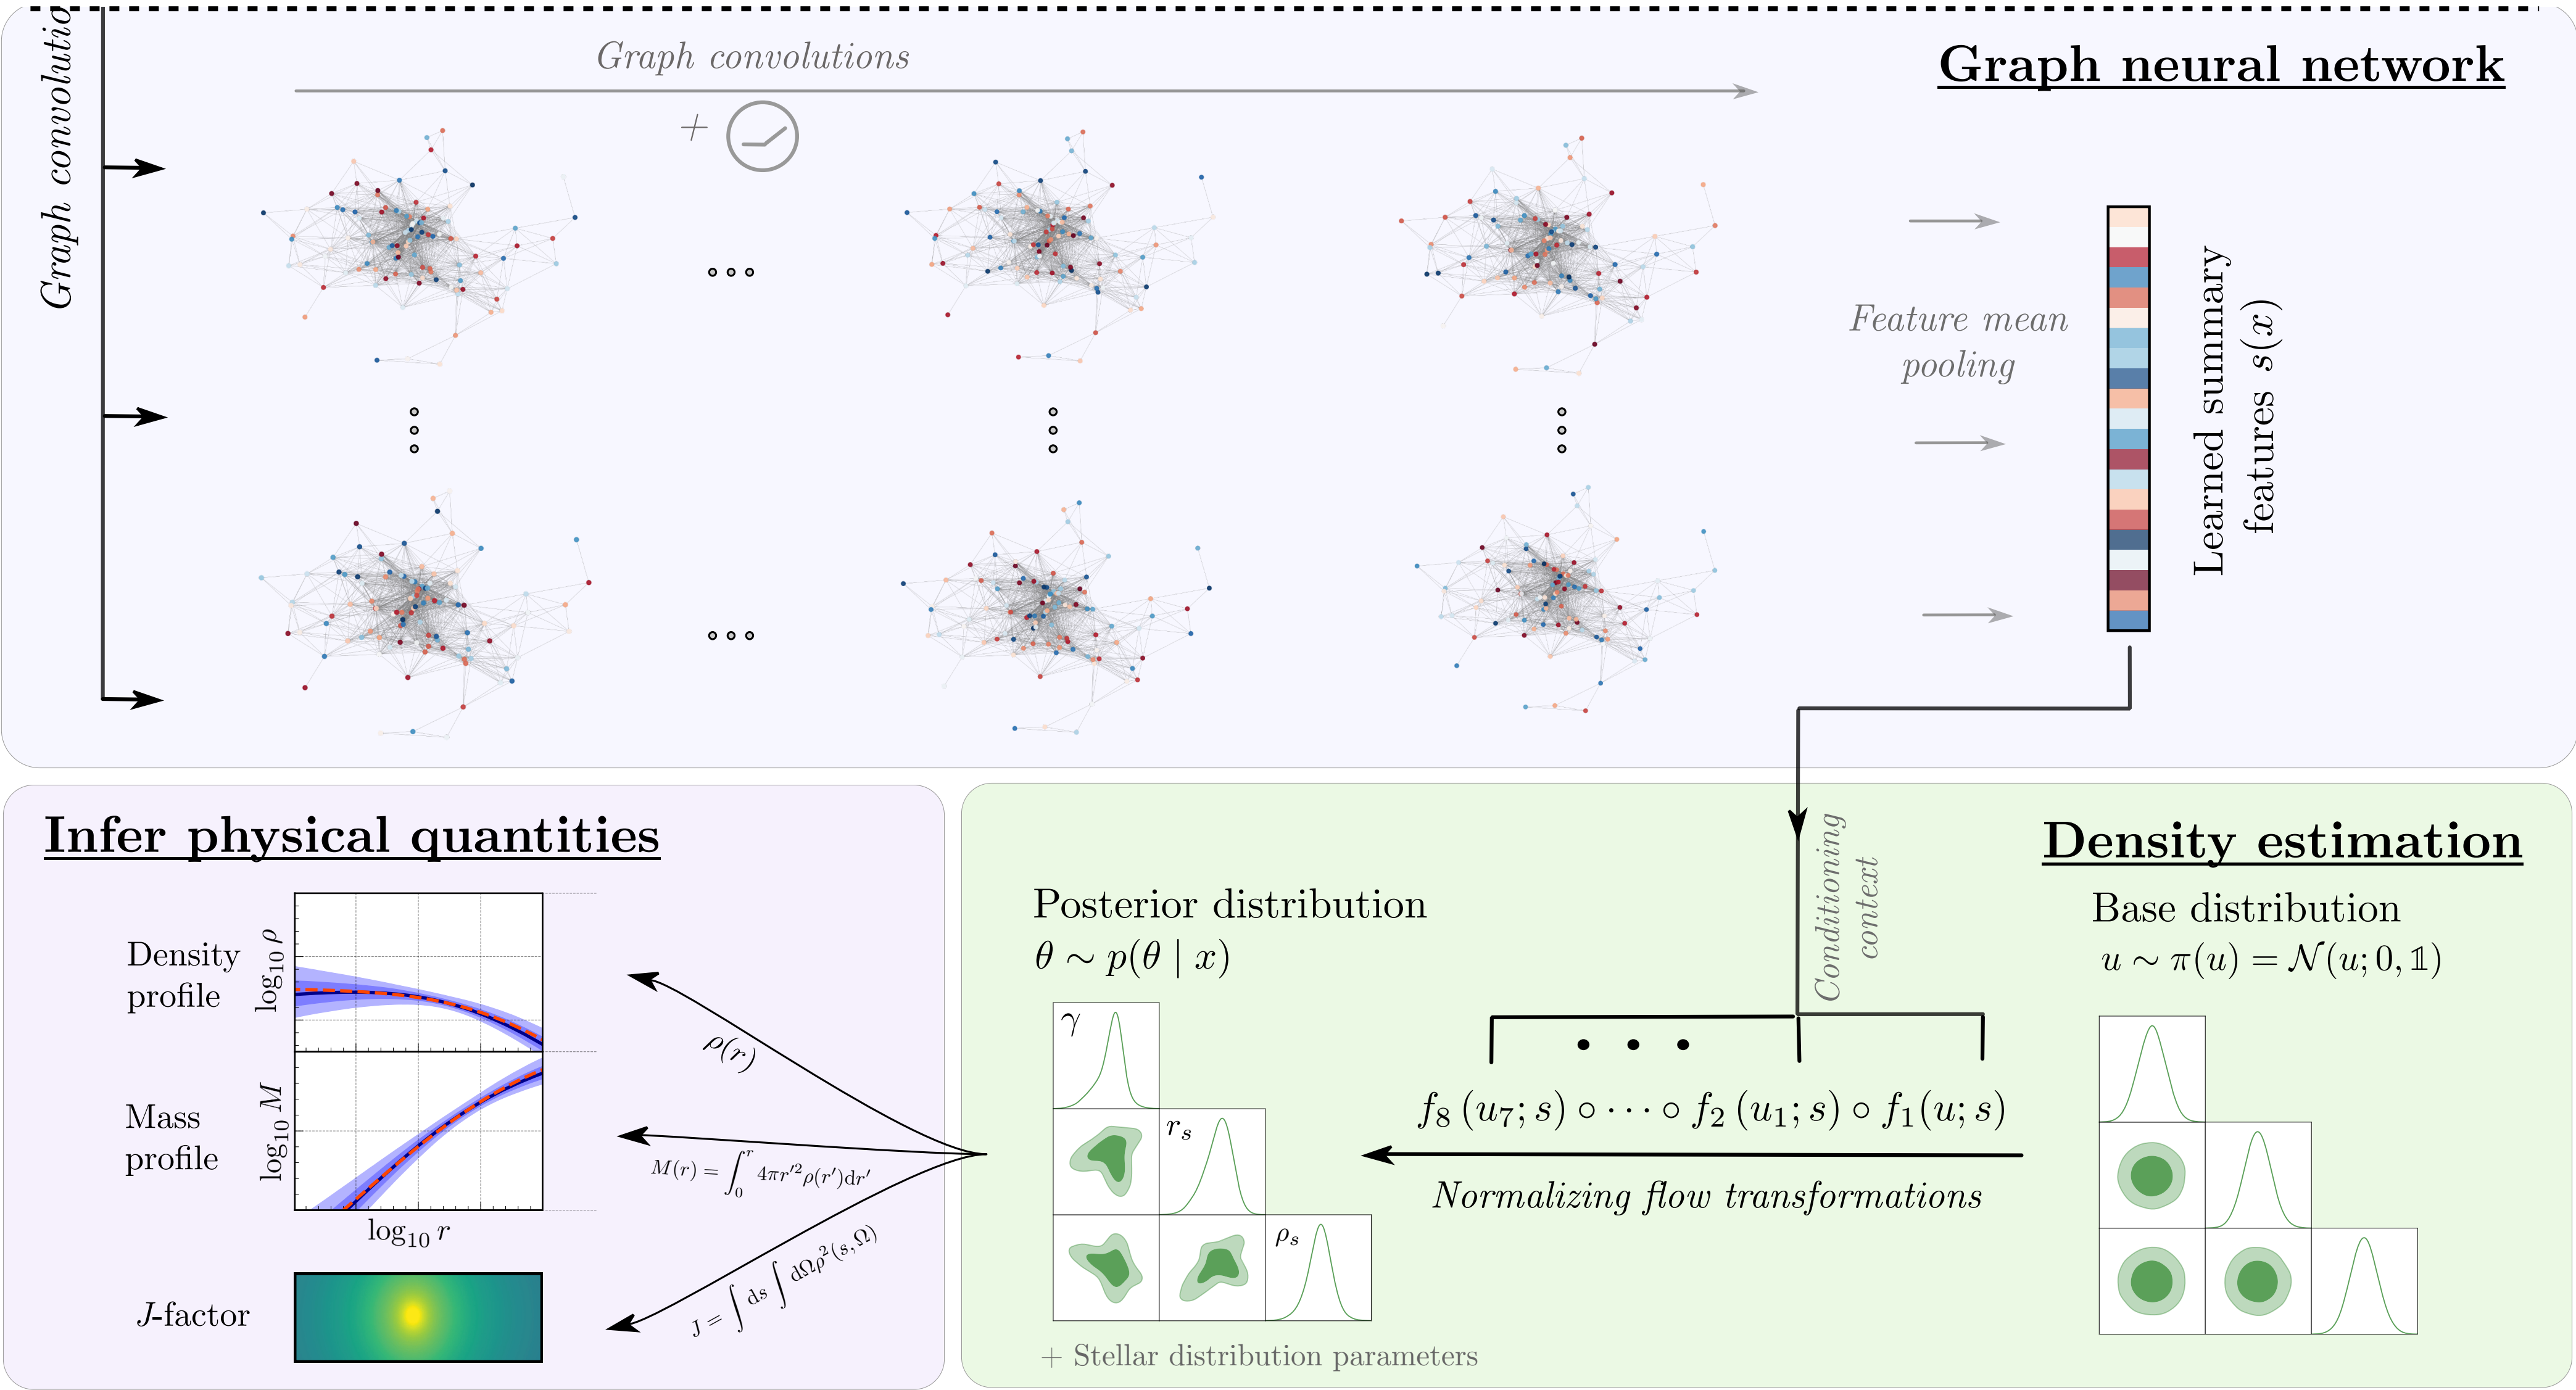 Graph convolutio
Graph convolutions
+
Graph neural network
Feature mean
pooling
Learned summary
features s(x)
Infer physical quantities
Density
profile
log₁₀ ρ
Mass
profile
log₁₀ M
log₁₀ r
J-factor
ρ(r)
M(r) = ∫₀ʳ 4πr′²ρ(r′)dr′
J = ∫ ds ∫ dΩρ²(s, Ω)
Density estimation
Conditioning
context
Posterior distribution
θ ∼ p(θ | x)
γ
r_s
ρ_s
+ Stellar distribution parameters
f₈ (u₇; s) ∘ ⋯ ∘ f₂ (u₁; s) ∘ f₁(u; s)
Normalizing flow transformations
Base distribution
u ∼ π(u) = 𝒩(u; 0, 𝟙)